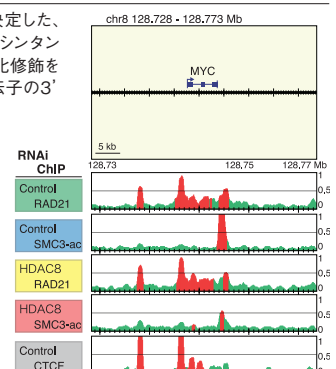 決定した、
シンタン
化修飾を
伝子の3'
chr8 128.728 - 128.773 Mb
MYC
5 kb
RNAi
ChIP
128,73
128,75
128,77 Mb
Control
RAD21
1
0,5
Control
SMC3-ac
1
0,5
HDAC8
RAD21
1
0,5
HDAC8
SMC3-ac
1
0,5
Control
CTCF
1
0,5